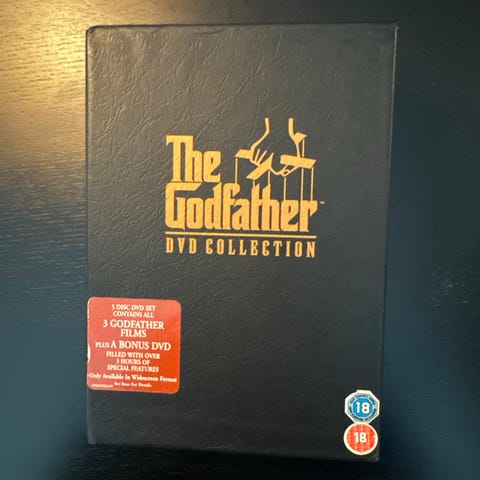 The
Godfather™
DVD COLLECTION
5 DISC DVD SET
CONTAINS ALL
3 GODFATHER
FILMS
PLUS A BONUS DVD
FILLED WITH OVER
3 HOURS OF
SPECIAL FEATURES
Only Available In Widescreen Format
See Base For Details
18
18